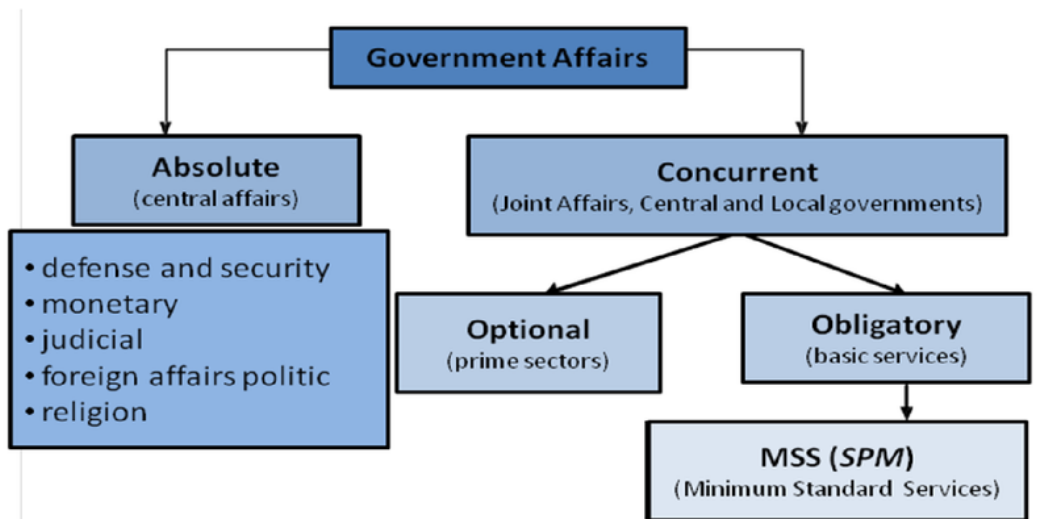 Government Affairs
Absolute
(central affairs)
• defense and security
• monetary
• judicial
• foreign affairs politic
• religion
Concurrent
(Joint Affairs, Central and Local governments)
Optional
(prime sectors)
Obligatory
(basic services)
MSS (SPM)
(Minimum Standard Services)